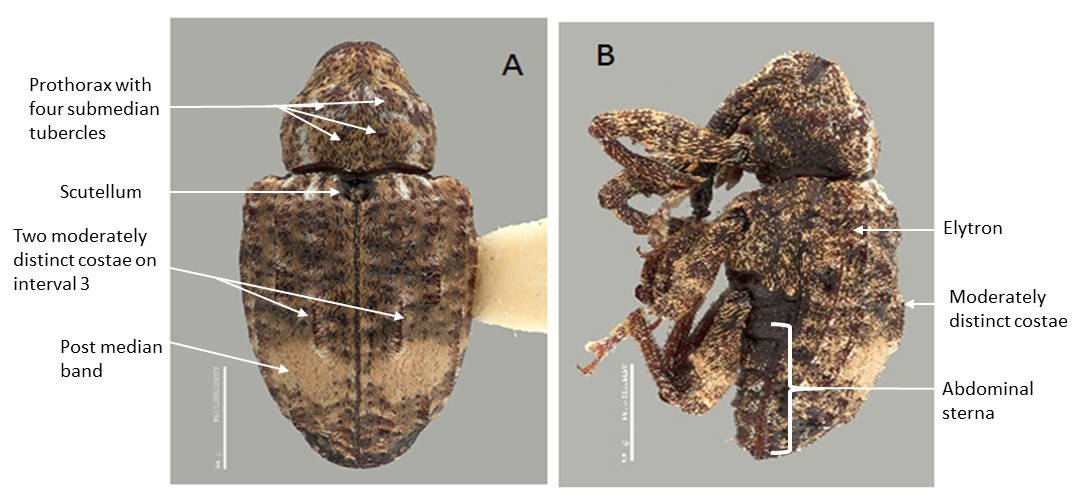 A
B
Prothorax with
four submedian
tubercles
Scutellum
Two moderately
distinct costae on
interval 3
Post median
band
Elytron
Moderately
distinct costae
Abdominal
sterna